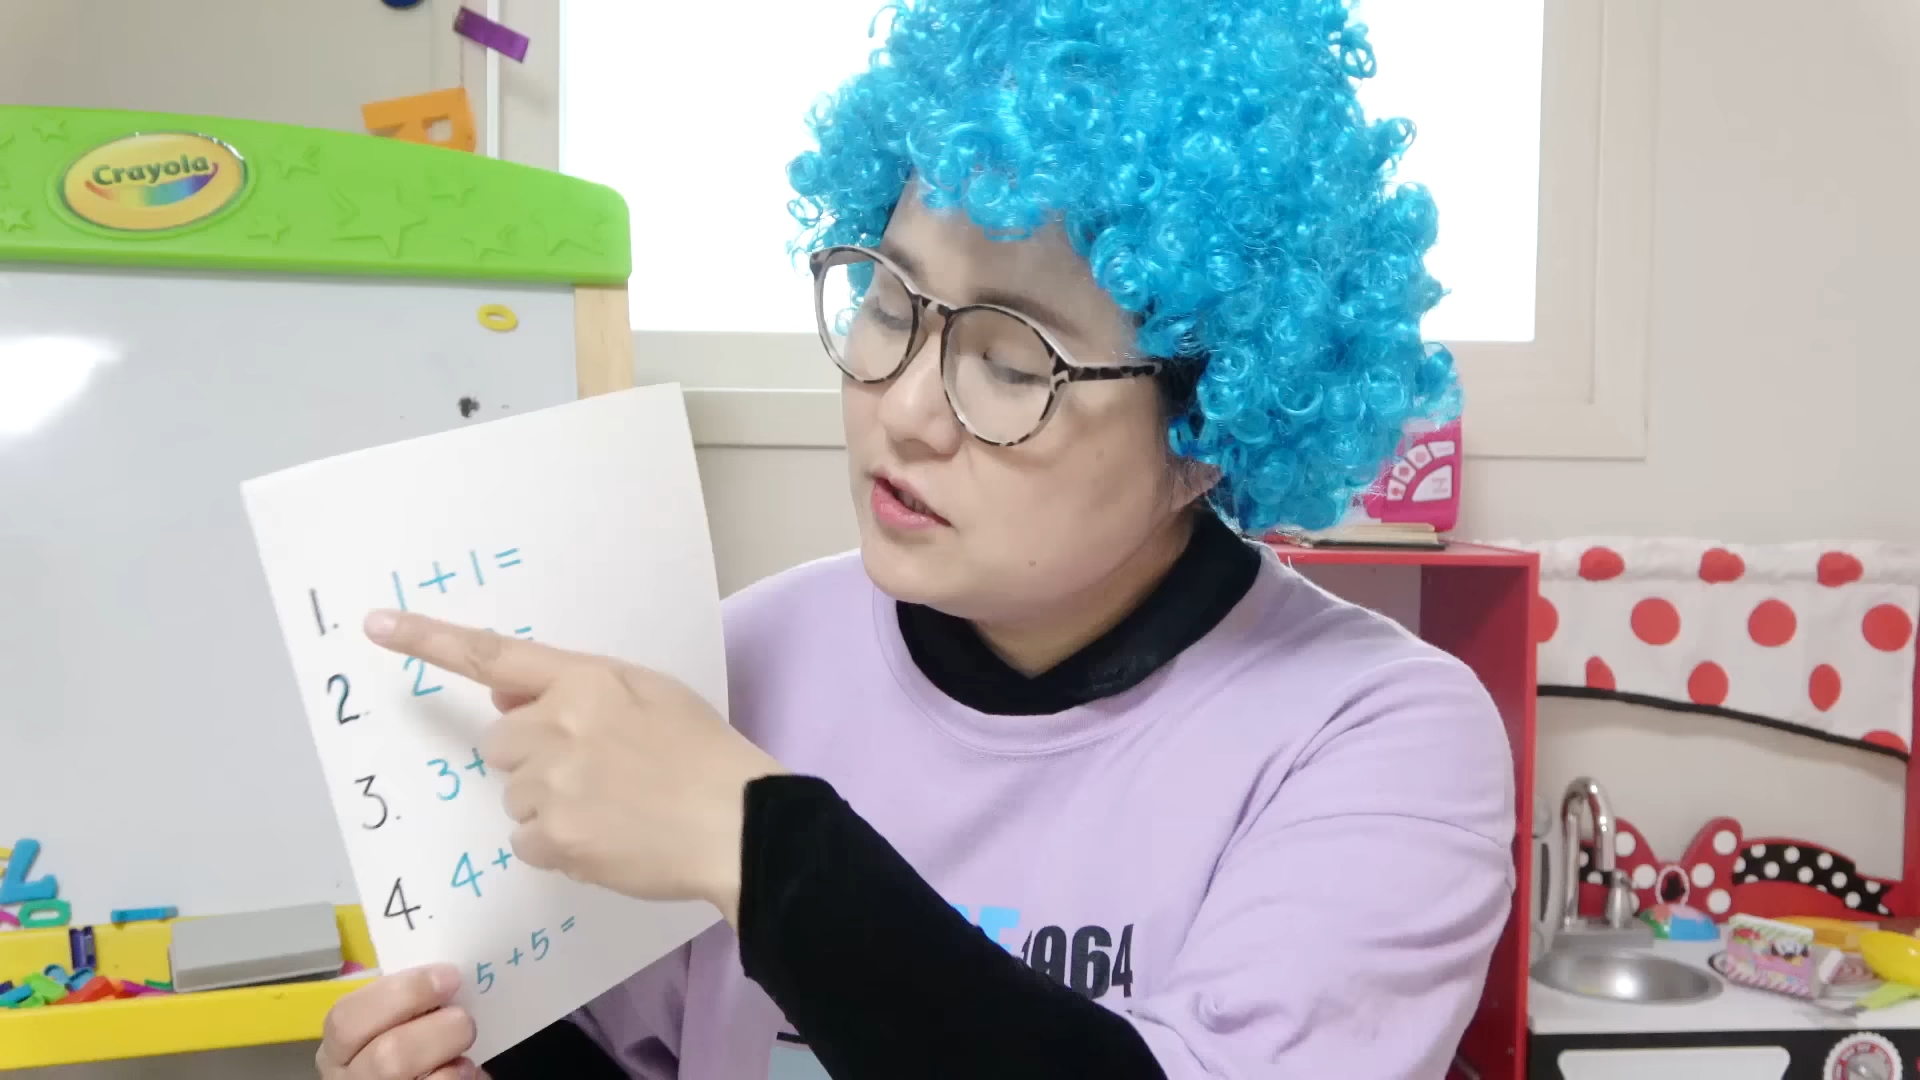 Crayola
1. 1+1=
2. 2 =
3. 3+
4. 4+
5+5=
1964